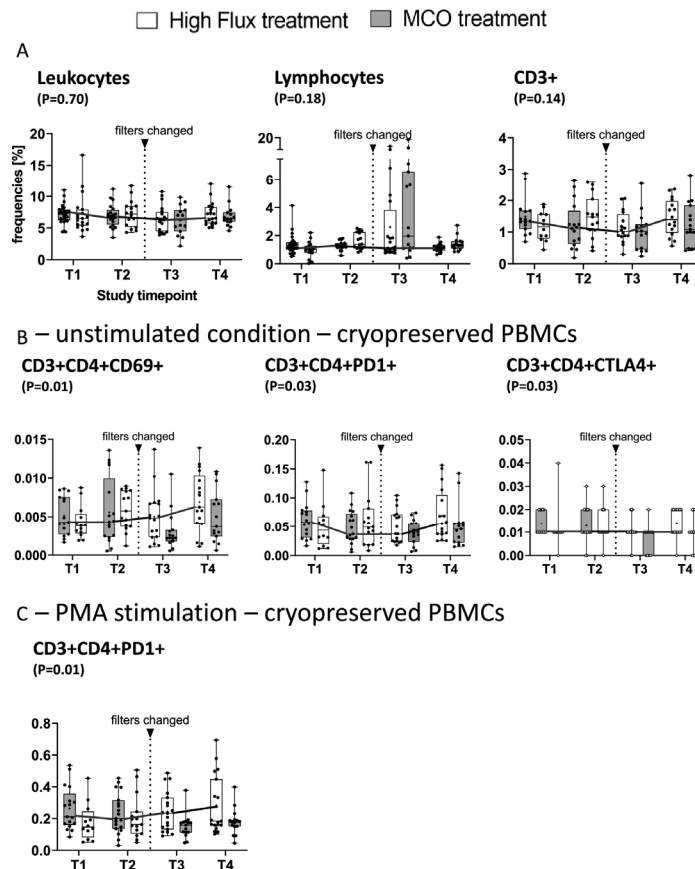 High Flux treatment MCO treatment
A
Leukocytes Lymphocytes CD3+
(P=0.70) (P=0.18) (P=0.14)
filters changed filters changed filters changed
frequencies [%]
20 15 10 5 0
20 6 4 2 0
4 3 2 1 0
T1 T2 T3 T4 T1 T2 T3 T4 T1 T2 T3 T4
Study timepoint
B – unstimulated condition – cryopreserved PBMCs
CD3+CD4+CD69+ CD3+CD4+PD1+ CD3+CD4+CTLA4+
(P=0.01) (P=0.03) (P=0.03)
filters changed filters changed filters changed
0.015 0.010 0.005 0.000
0.20 0.15 0.10 0.05 0.00
0.05 0.04 0.03 0.02 0.01 0.00
T1 T2 T3 T4 T1 T2 T3 T4 T1 T2 T3 T4
C – PMA stimulation – cryopreserved PBMCs
CD3+CD4+PD1+
(P=0.01)
filters changed
0.8 0.6 0.4 0.2 0.0
T1 T2 T3 T4